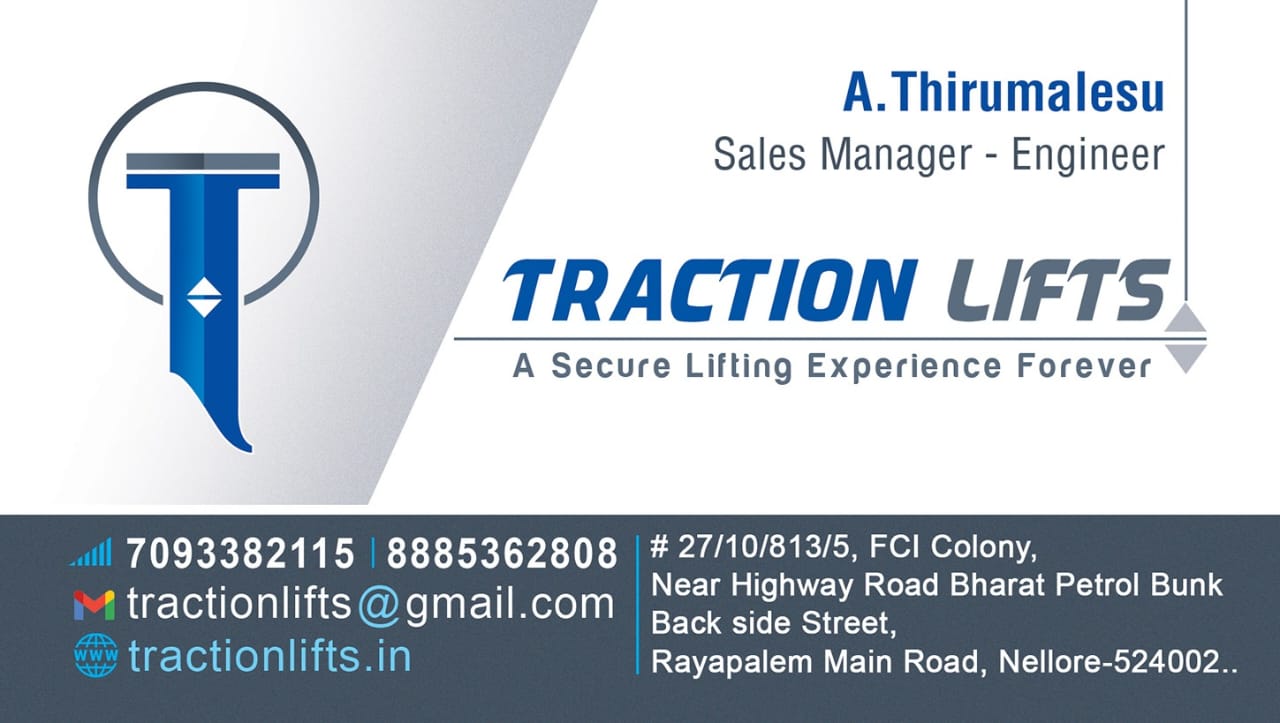 A.Thirumalesu
Sales Manager - Engineer
TRACTION LIFTS
A Secure Lifting Experience Forever
7093382115 | 8885362808
tractionlifts@gmail.com
WWW tractionlifts.in
# 27/10/813/5, FCI Colony,
Near Highway Road Bharat Petrol Bunk
Back side Street,
Rayapalem Main Road, Nellore-524002..